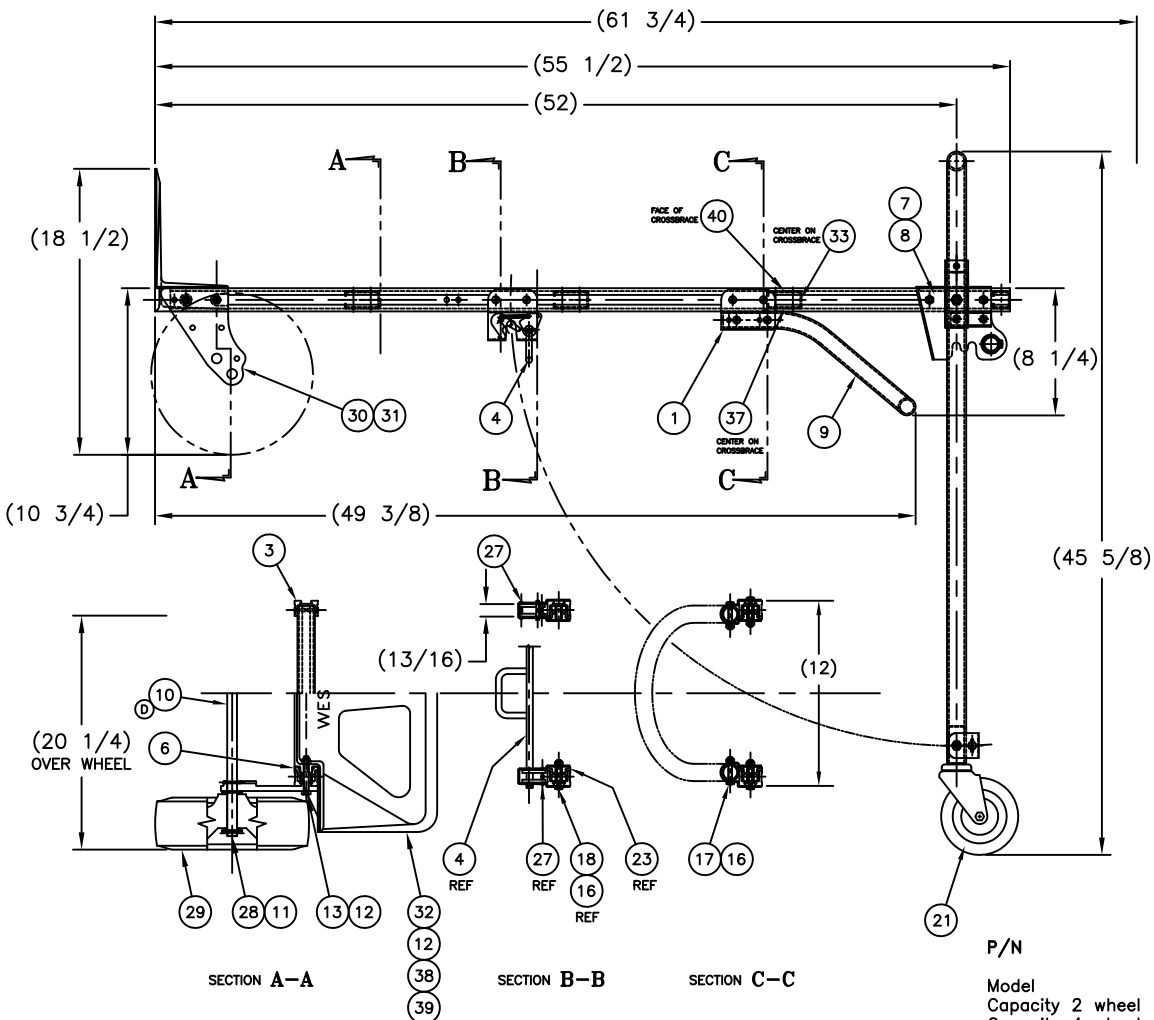 (61 3/4)
(55 1/2)
(52)
A
B
C
(18 1/2)
FACE OF
CROSSBRACE
40
CENTER ON
CROSSBRACE
33
7
8
(8 1/4)
30 31
4
1
37
CENTER ON
CROSSBRACE
9
A
B
C
(10 3/4)
(49 3/8)
(45 5/8)
3
27
(13/16)
(12)
D 10
WES
6
(20 1/4)
OVER WHEEL
4
REF
27
REF
18
16
REF
23
REF
17 16
29
28 11
13 12
32
12
38
39
21
SECTION A-A
SECTION B-B
SECTION C-C
P/N
Model
Capacity 2 wheel